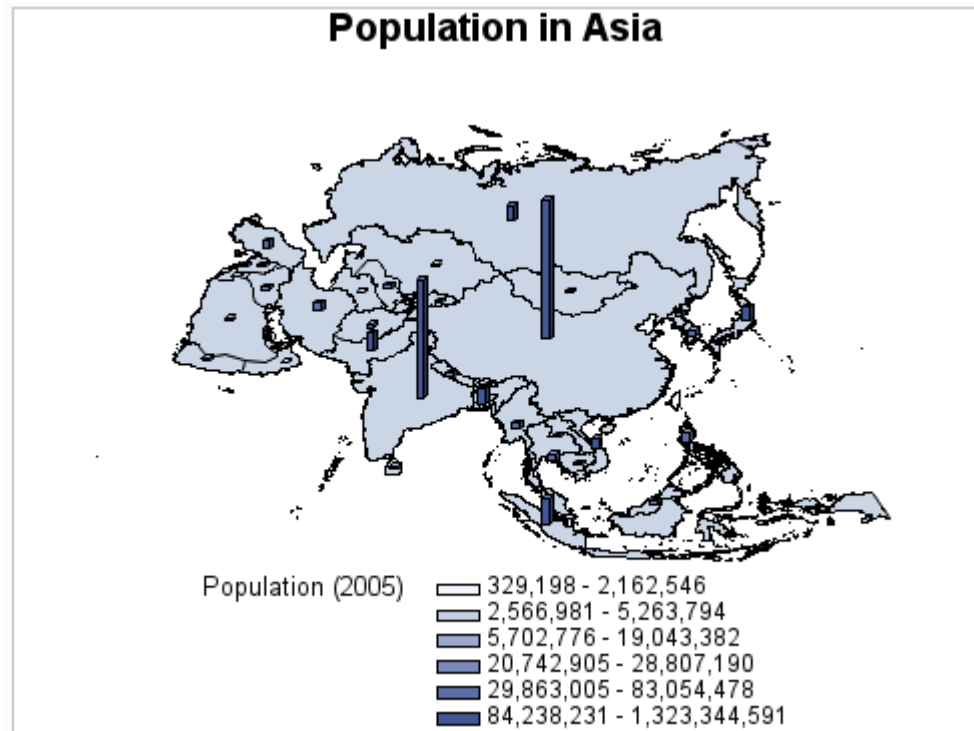 Population in Asia
Population (2005)
329,198 - 2,162,546
2,566,981 - 5,263,794
5,702,776 - 19,043,382
20,742,905 - 28,807,190
29,863,005 - 83,054,478
84,238,231 - 1,323,344,591